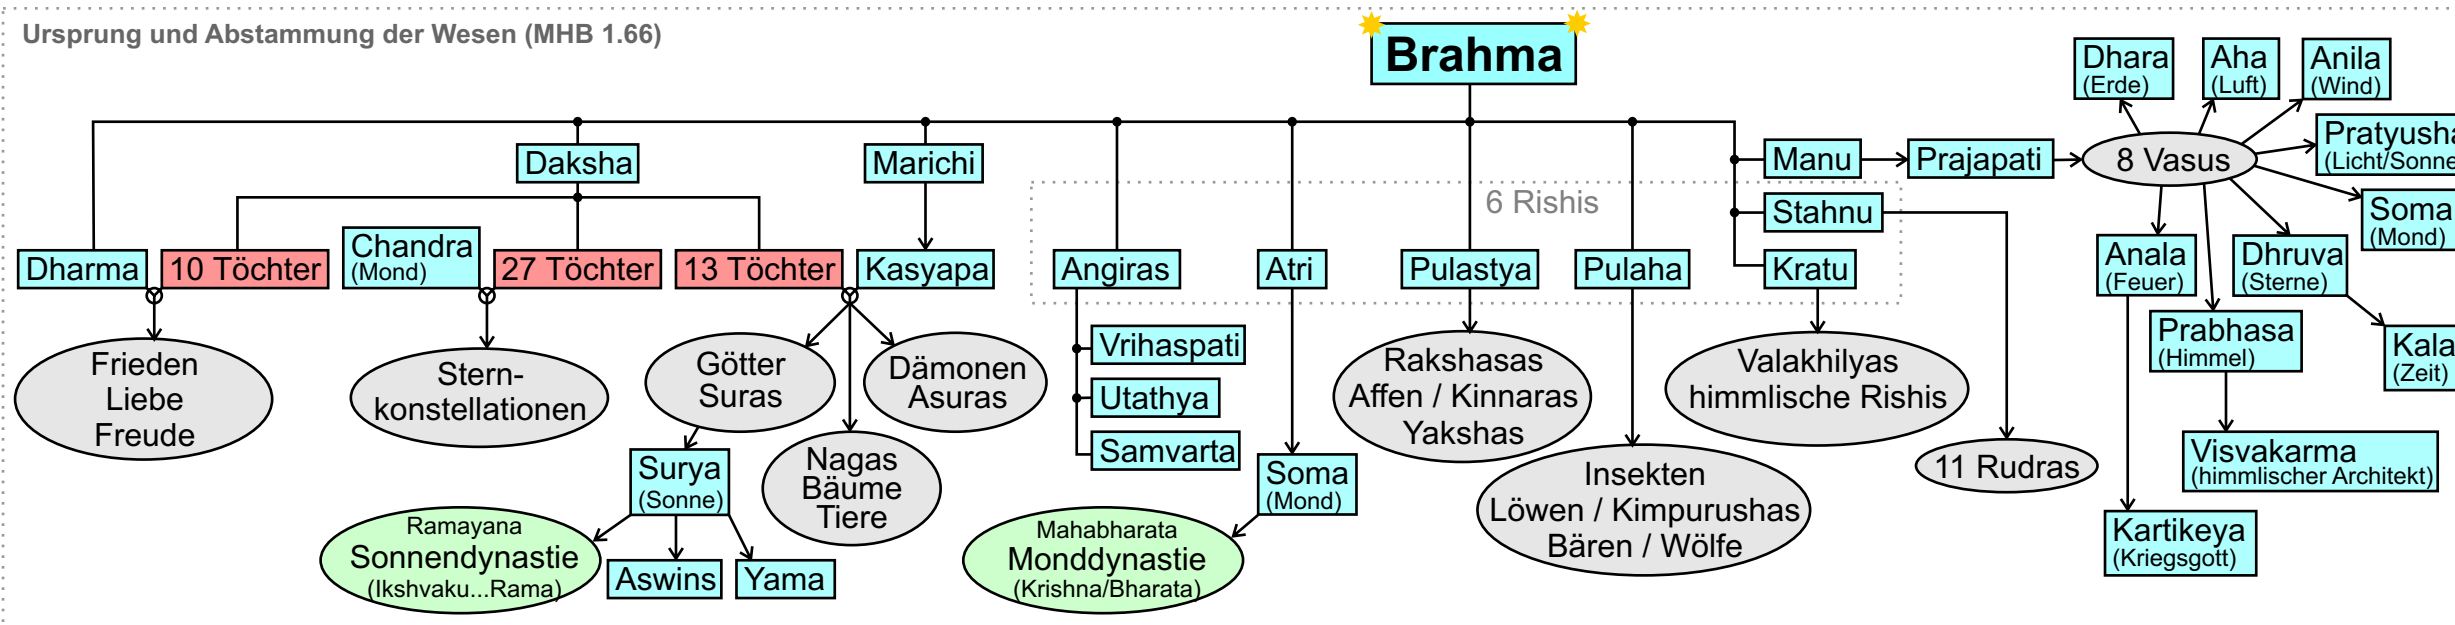 Ursprung und Abstammung der Wesen (MHB 1.66)
Brahma
Dhara
(Erde)
Aha
(Luft)
Anila
(Wind)
Pratyusha
(Licht/Sonne
Daksha
Marichi
Manu
Prajapati
8 Vasus
6 Rishis
Stahnu
Soma
(Mond)
Dharma
10 Töchter
Chandra
(Mond)
27 Töchter
13 Töchter
Kasyapa
Angiras
Atri
Pulastya
Pulaha
Kratu
Anala
(Feuer)
Dhruva
(Sterne)
Frieden
Liebe
Freude
Stern-
konstellationen
Götter
Suras
Dämonen
Asuras
Nagas
Bäume
Tiere
Vrihaspati
Utathya
Samvarta
Rakshasas
Affen / Kinnaras
Yakshas
Valakhilyas
himmlische Rishis
Prabhasa
(Himmel)
Kala
(Zeit)
Surya
(Sonne)
Soma
(Mond)
Insekten
Löwen / Kimpurushas
Bären / Wölfe
11 Rudras
Visvakarma
(himmlischer Architekt)
Ramayana
Sonnendynastie
(Ikshvaku...Rama)
Aswins
Yama
Mahabharata
Monddynastie
(Krishna/Bharata)
Kartikeya
(Kriegsgott)